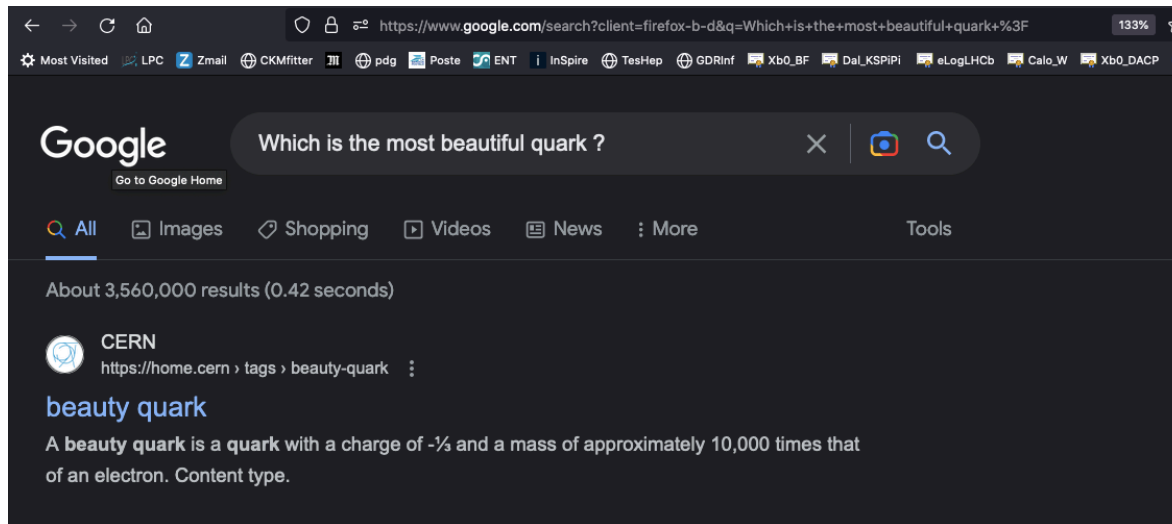 https://www.google.com/search?client=firefox-b-d&q=Which+is+the+most+beautiful+quark+%3F 133%
Most Visited LPC Z Zmail CKMfitter pdg Poste ENT i InSpire TesHep GDRInf Xb0_BF Dal_KSPiPi eLogLHCb Calo_W Xb0_DACP
Google Which is the most beautiful quark ?
Go to Google Home
All Images Shopping Videos News More Tools
About 3,560,000 results (0.42 seconds)
CERN
https://home.cern › tags › beauty-quark
beauty quark
A beauty quark is a quark with a charge of -⅓ and a mass of approximately 10,000 times that
of an electron. Content type.